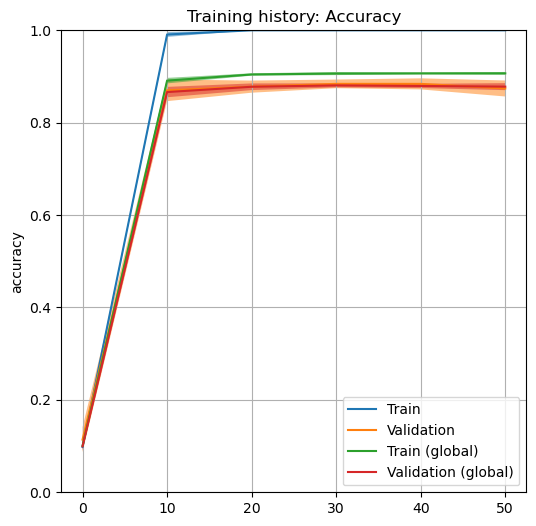 Training history: Accuracy
accuracy
1.0
0.8
0.6
0.4
0.2
0.0
0 10 20 30 40 50
Train
Validation
Train (global)
Validation (global)